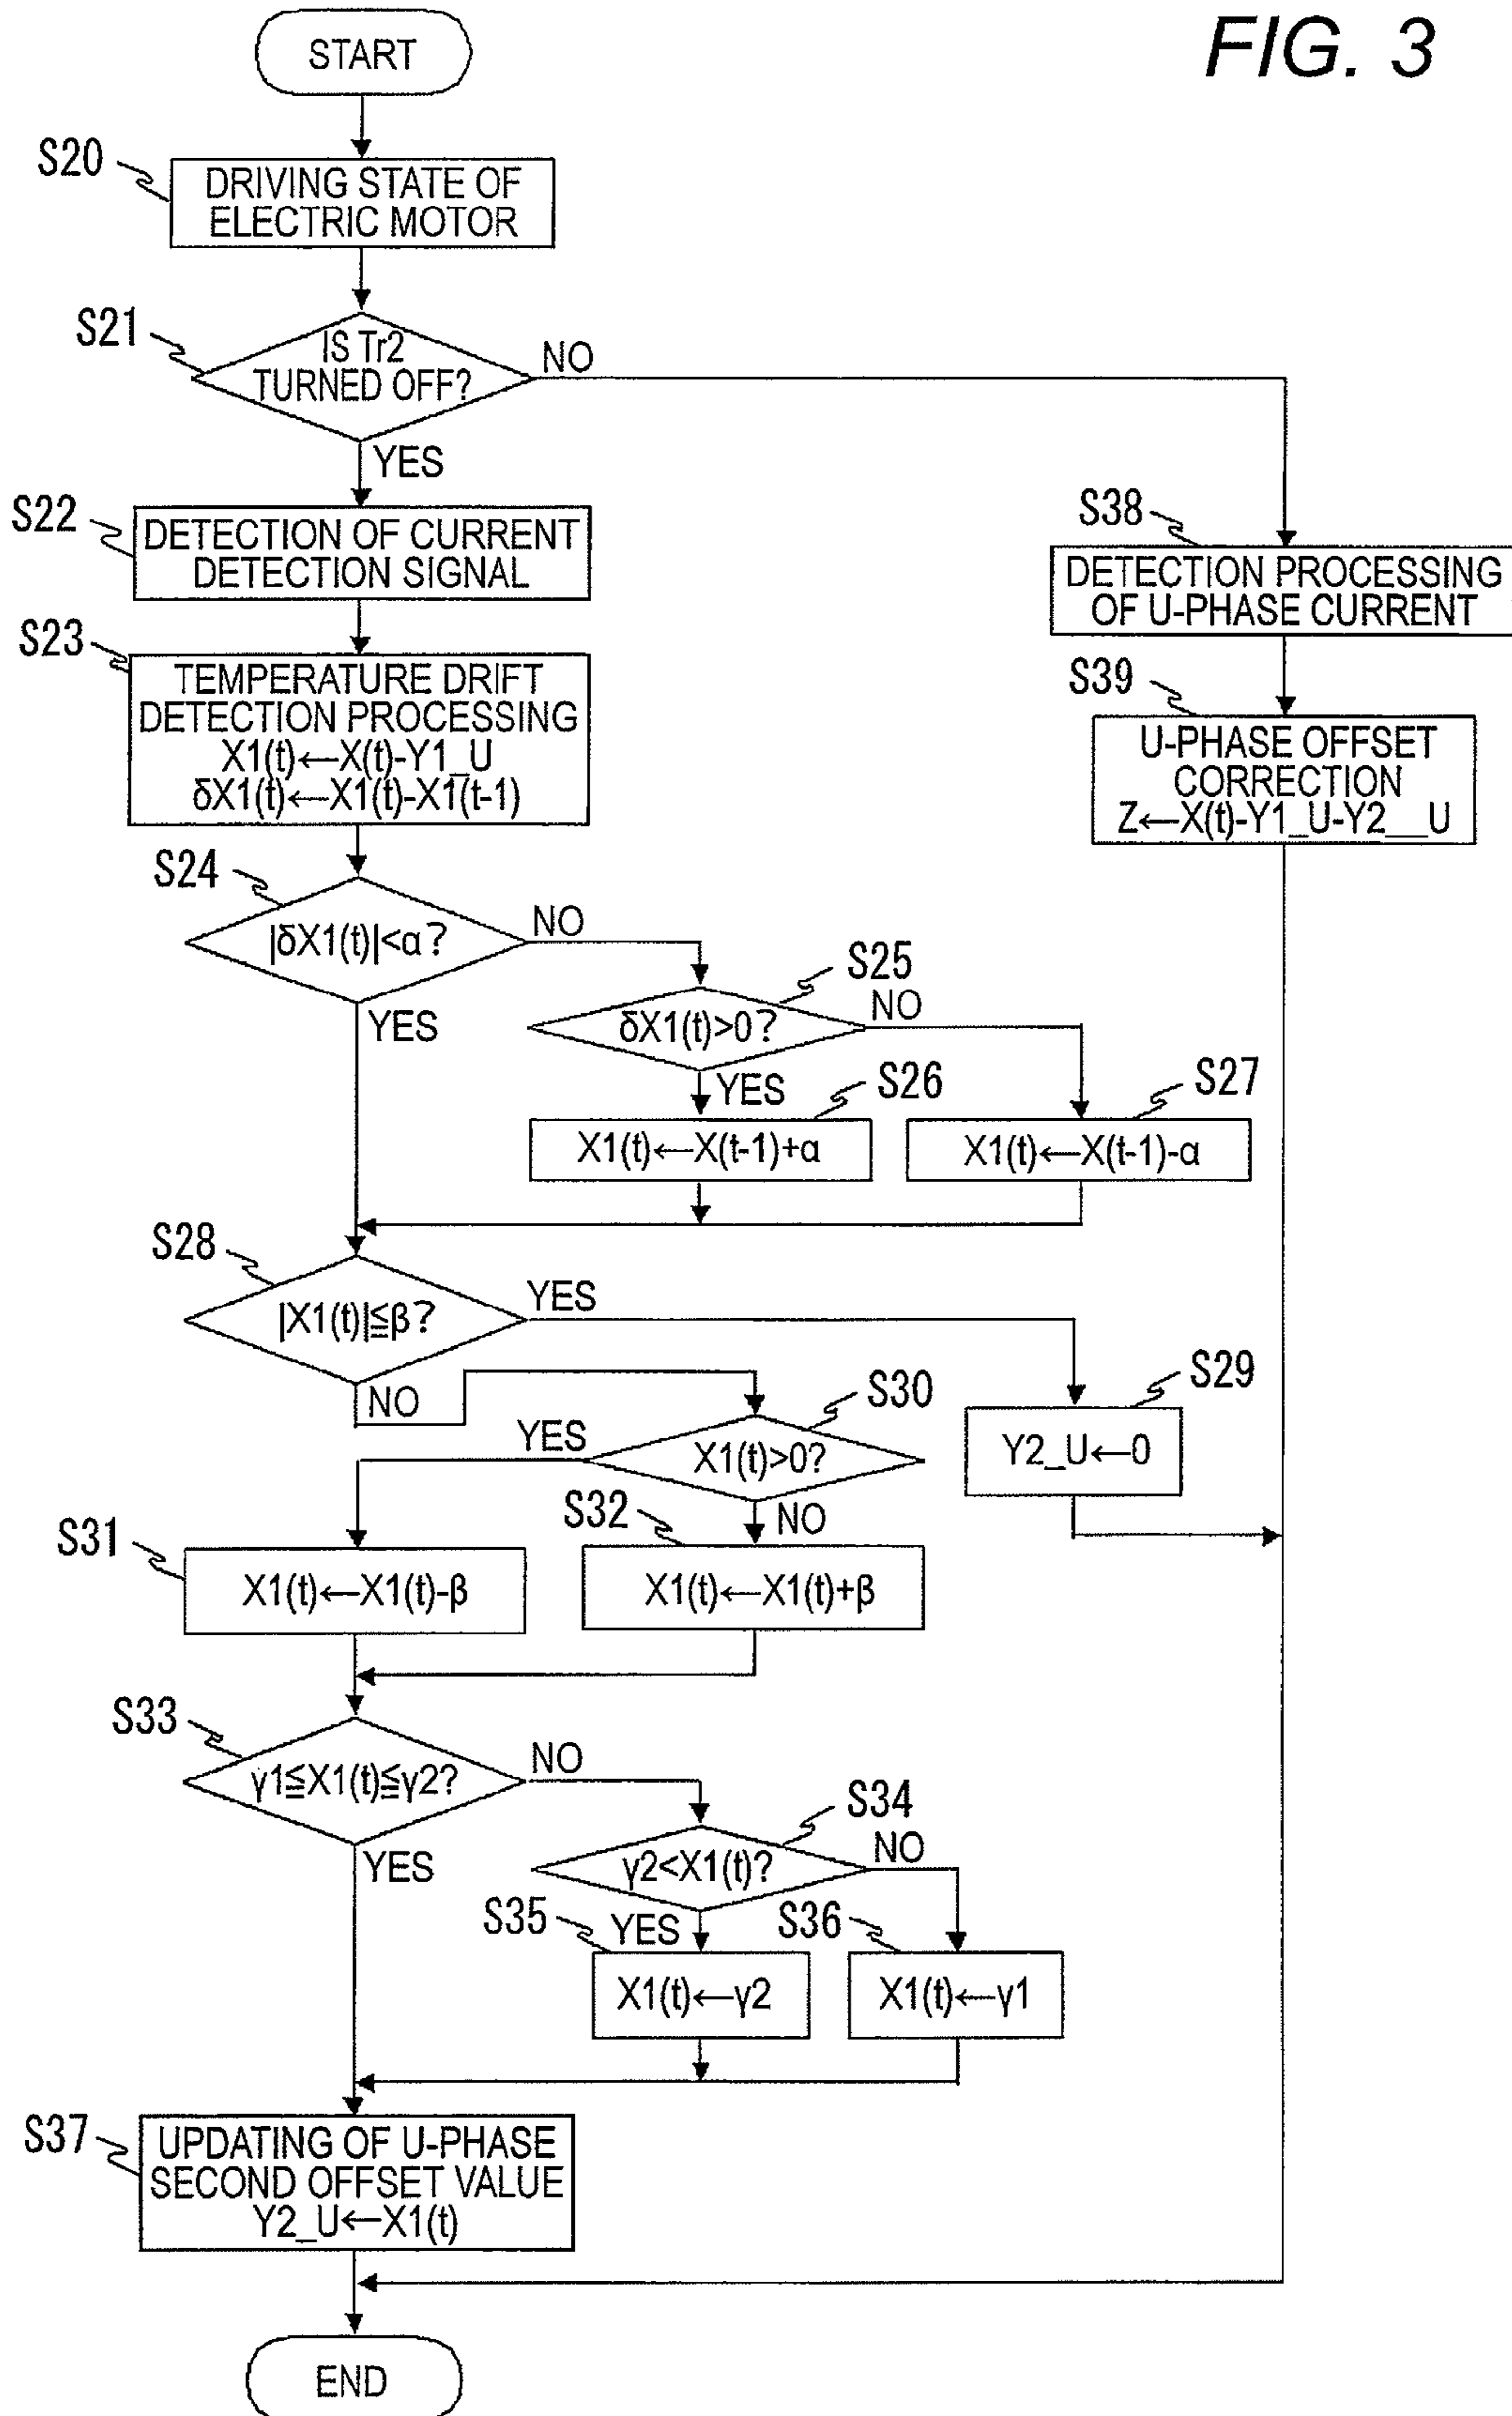 FIG. 3
START
S20
DRIVING STATE OF
ELECTRIC MOTOR
S21
IS Tr2
TURNED OFF?
NO
YES
S22
DETECTION OF CURRENT
DETECTION SIGNAL
S38
DETECTION PROCESSING
OF U-PHASE CURRENT
S23
TEMPERATURE DRIFT
DETECTION PROCESSING
X1(t)←X(t)-Y1_U
δX1(t)←X1(t)-X1(t-1)
S39
U-PHASE OFFSET
CORRECTION
Z←X(t)-Y1_U-Y2__U
S24
|δX1(t)|<α?
NO
YES
S25
δX1(t)>0?
NO
YES
S26
X1(t)←X(t-1)+α
S27
X1(t)←X(t-1)-α
S28
|X1(t)|≦β?
YES
NO
S29
Y2_U←0
S30
X1(t)>0?
YES
NO
S31
X1(t)←X1(t)-β
S32
X1(t)←X1(t)+β
S33
γ1≦X1(t)≦γ2?
NO
YES
S34
γ2<X1(t)?
NO
YES
S35
X1(t)←γ2
S36
X1(t)←γ1
S37
UPDATING OF U-PHASE
SECOND OFFSET VALUE
Y2_U←X1(t)
END